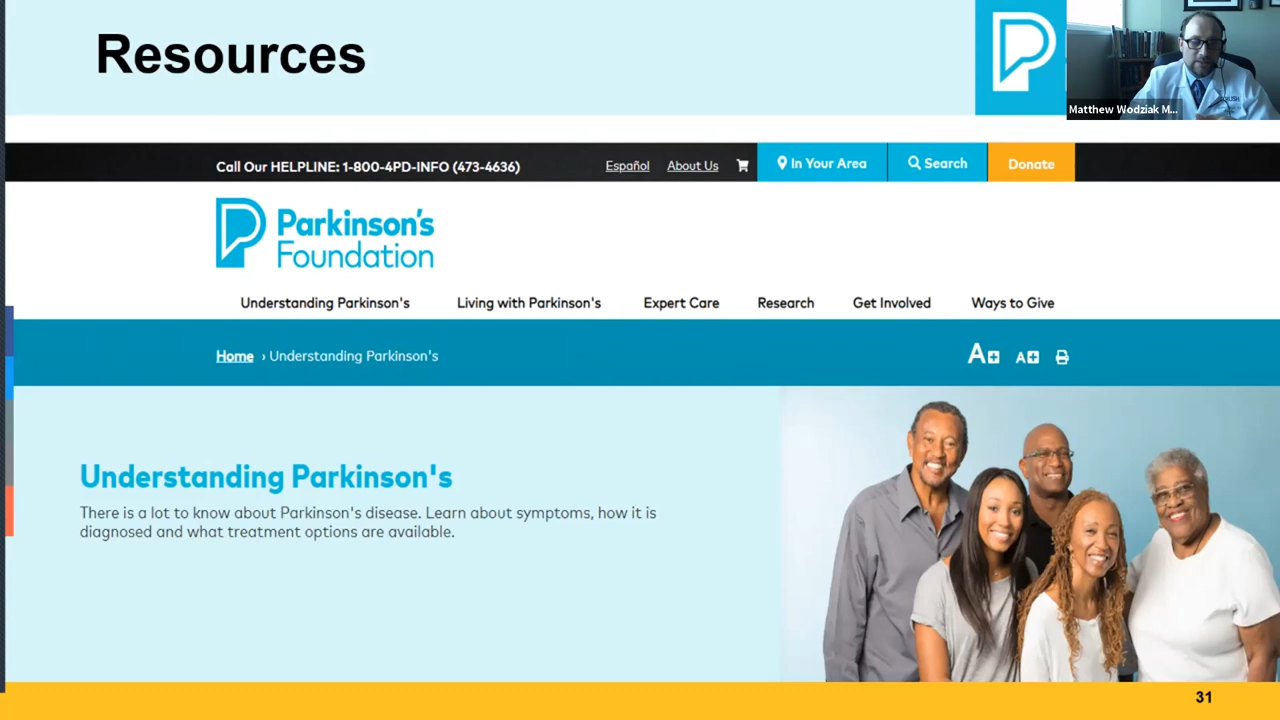 Resources
Matthew Wodziak M...
Call Our HELPLINE: 1-800-4PD-INFO (473-4636)
Español
About Us
In Your Area
Search
Donate
Parkinson's
Foundation
Understanding Parkinson's
Living with Parkinson's
Expert Care
Research
Get Involved
Ways to Give
Home › Understanding Parkinson's
A+
A+
Understanding Parkinson's
There is a lot to know about Parkinson's disease. Learn about symptoms, how it is
diagnosed and what treatment options are available.
31